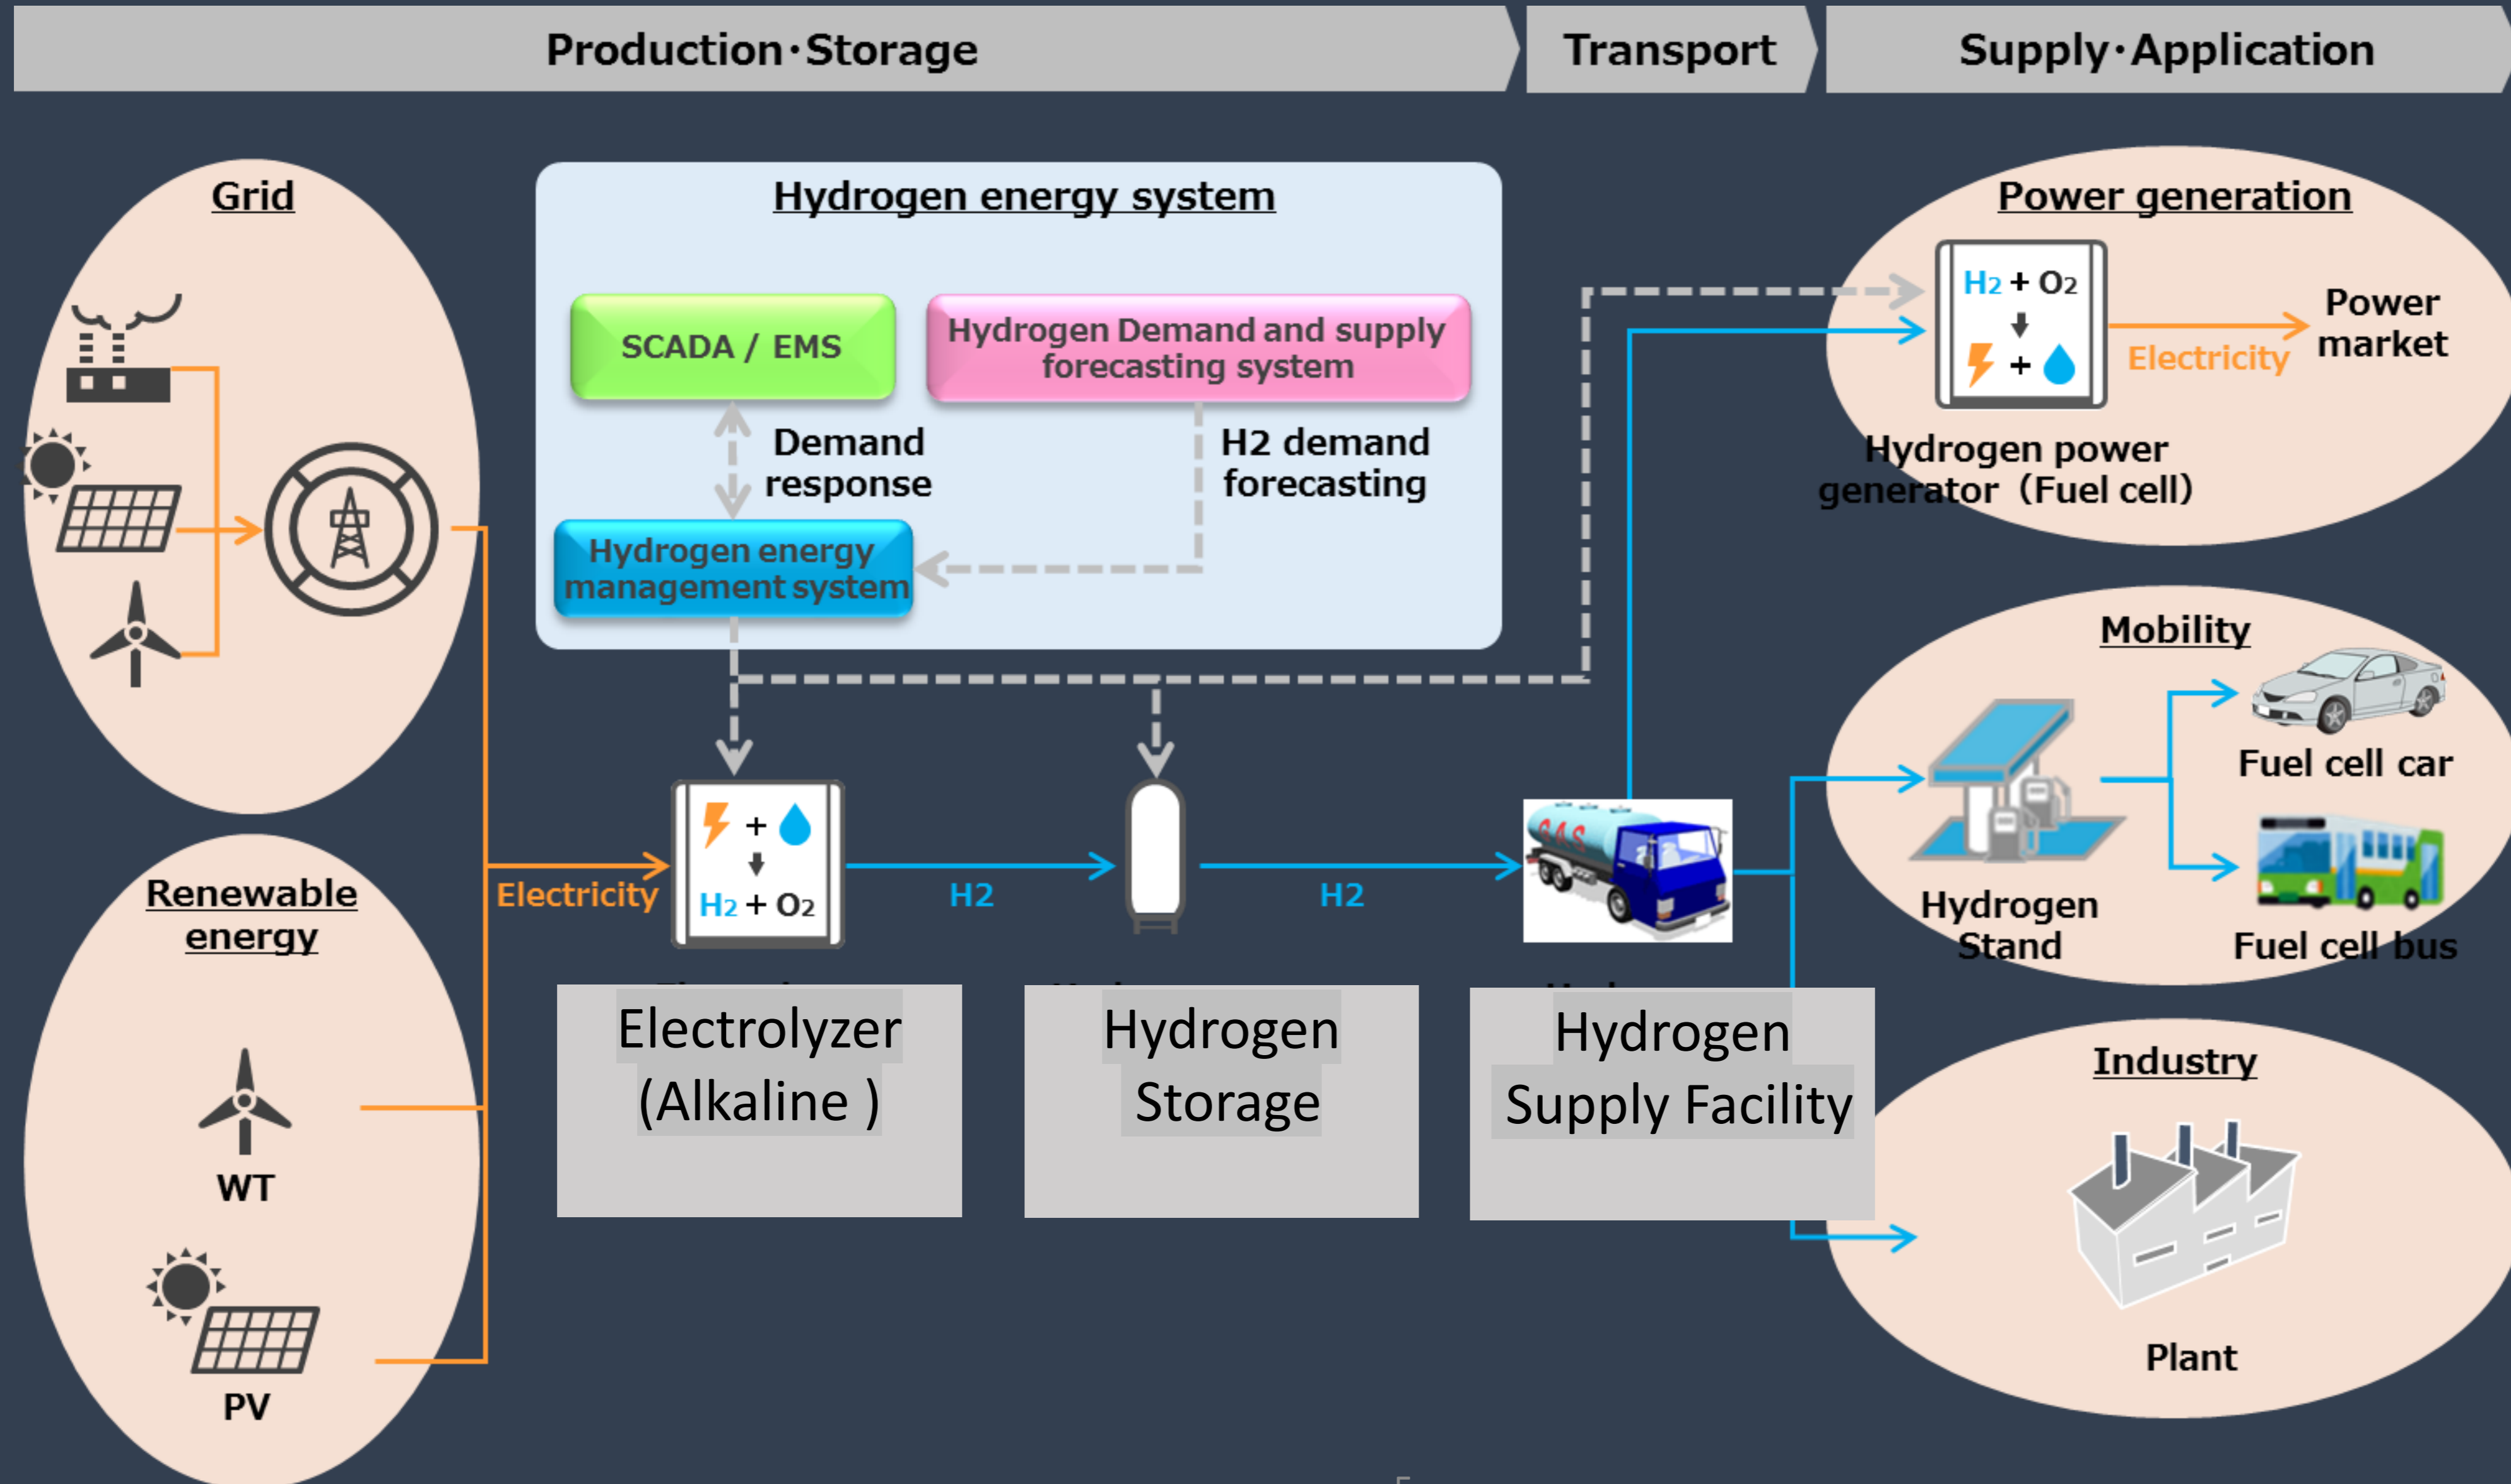 Production·Storage
Transport
Supply·Application
Grid
Hydrogen energy system
SCADA / EMS
Hydrogen Demand and supply
forecasting system
Demand
response
H2 demand
forecasting
Hydrogen energy
management system
Power generation
H2 + O2
+
Electricity
Power
market
Hydrogen power
generator（Fuel cell）
Mobility
Fuel cell car
Hydrogen
Stand
Fuel cell bus
Renewable
energy
WT
PV
Electricity
+
H2 + O2
H2
H2
GAS
Electrolyzer
(Alkaline )
Hydrogen
Storage
Hydrogen
Supply Facility
Industry
Plant